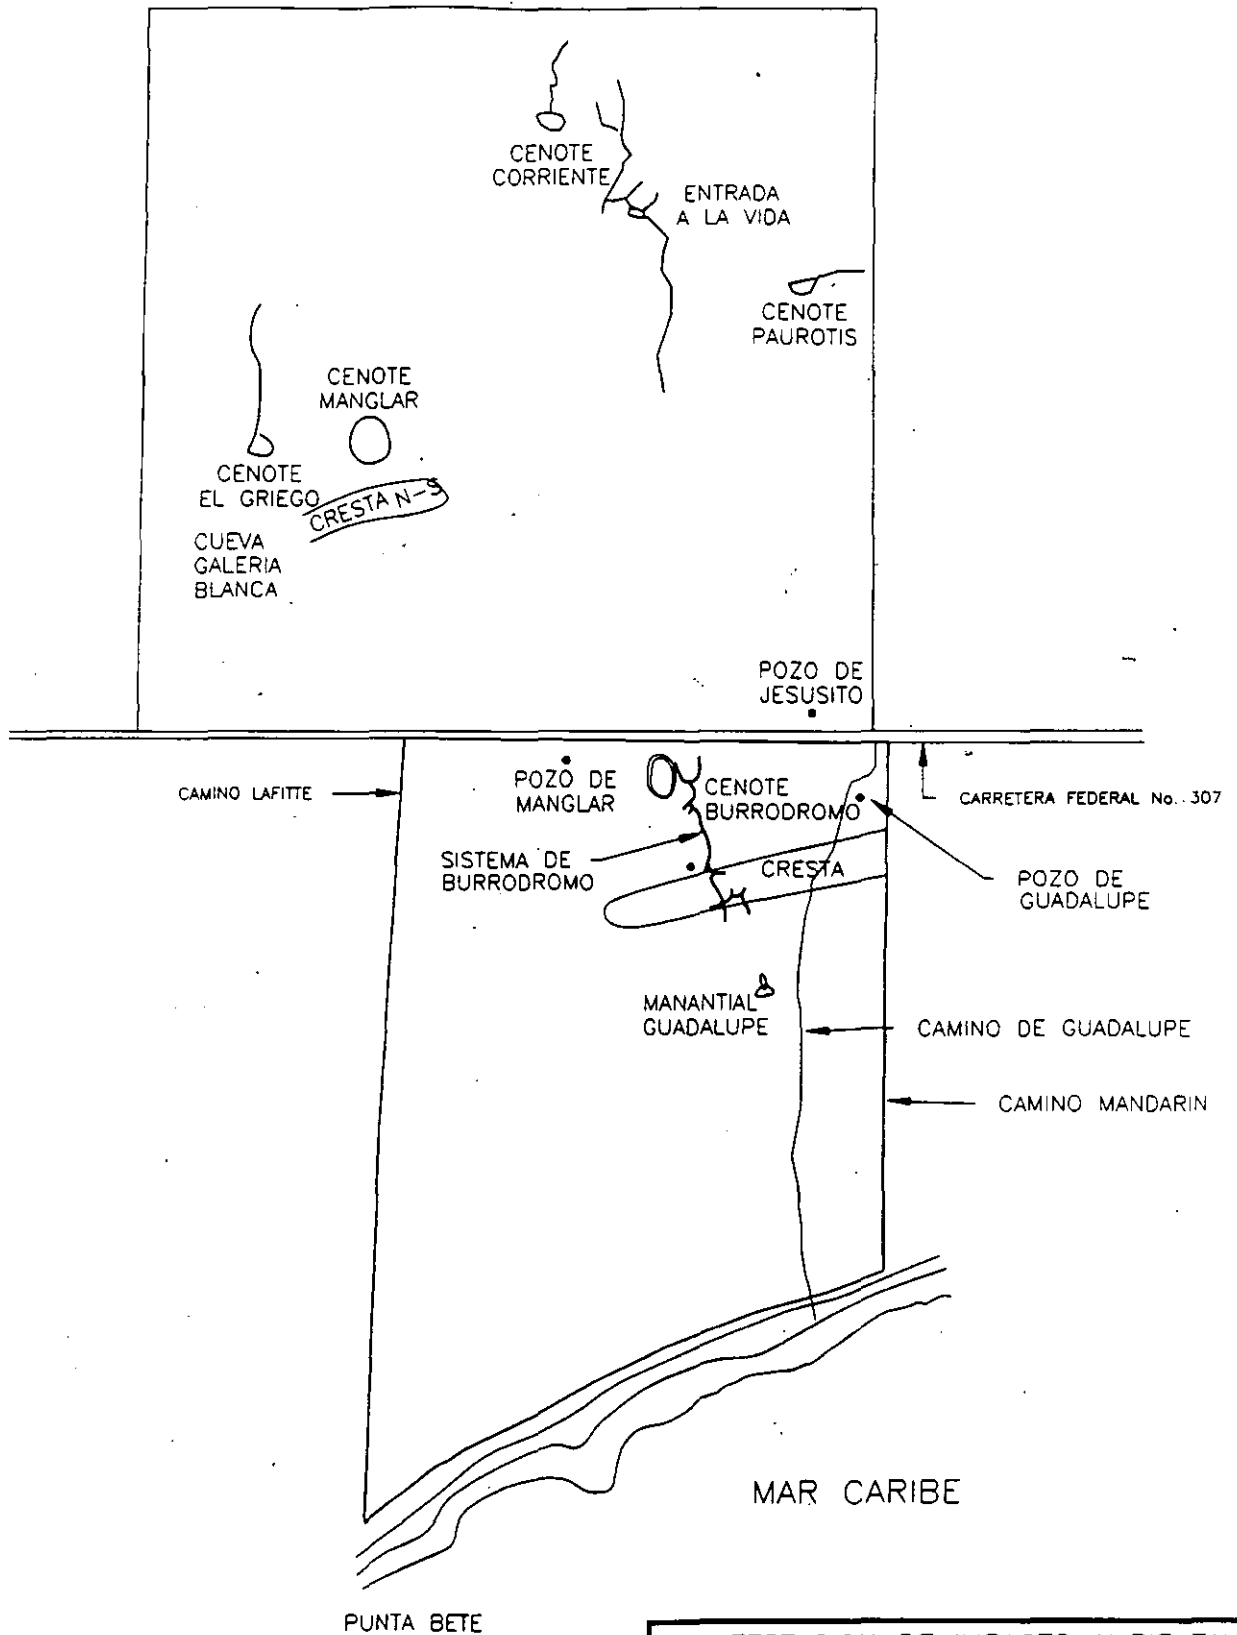 CENOTE
CORRIENTE
ENTRADA
A LA VIDA
CENOTE
PAUROTIS
CENOTE
MANGLAR
CENOTE
EL GRIEGO
CRESTA N-S
CUEVA
GALERIA
BLANCA
POZO DE
JESUSITO
CAMINO LAFITTE
POZO DE
MANGLAR
CENOTE
BURRODROMO
CARRETERA FEDERAL No. 307
SISTEMA DE
BURRODROMO
CRESTA
POZO DE
GUADALUPE
MANANTIAL
GUADALUPE
CAMINO DE GUADALUPE
CAMINO MANDARIN
MAR CARIBE
PUNTA BETE